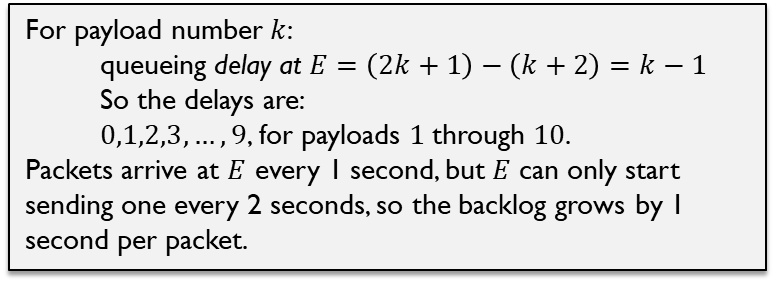 For payload number k:
queueing delay at E = (2k + 1) − (k + 2) = k − 1
So the delays are:
0,1,2,3, … , 9, for payloads 1 through 10.
Packets arrive at E every 1 second, but E can only start
sending one every 2 seconds, so the backlog grows by 1
second per packet.